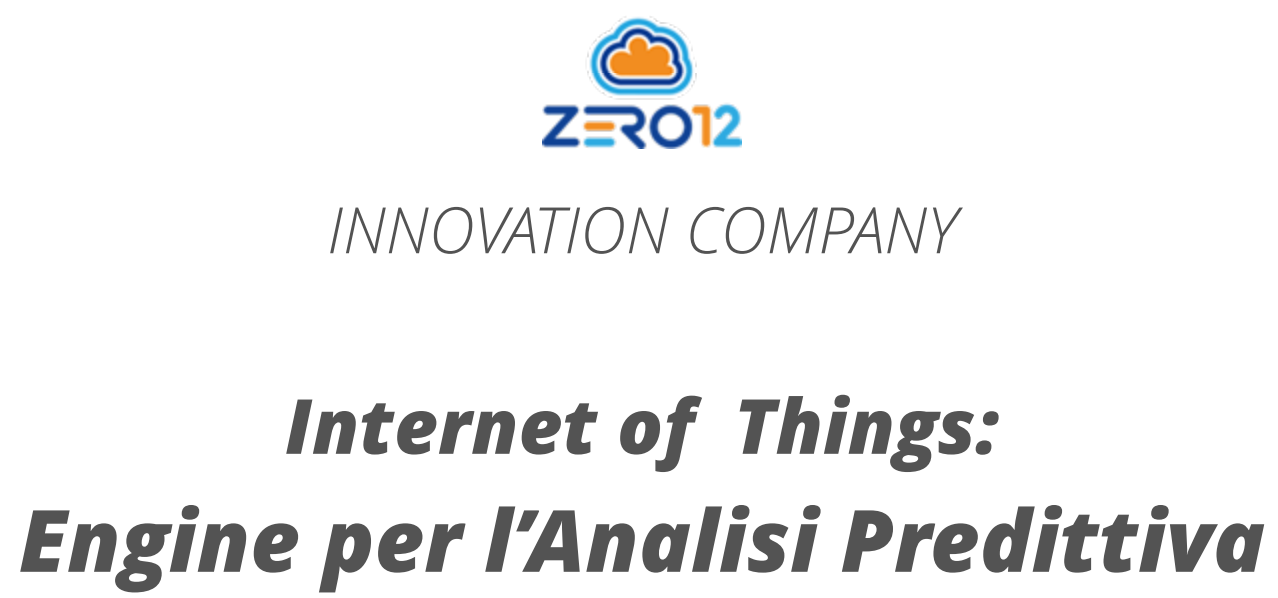 ZERO12
INNOVATION COMPANY
Internet of Things:
Engine per l’Analisi Predittiva